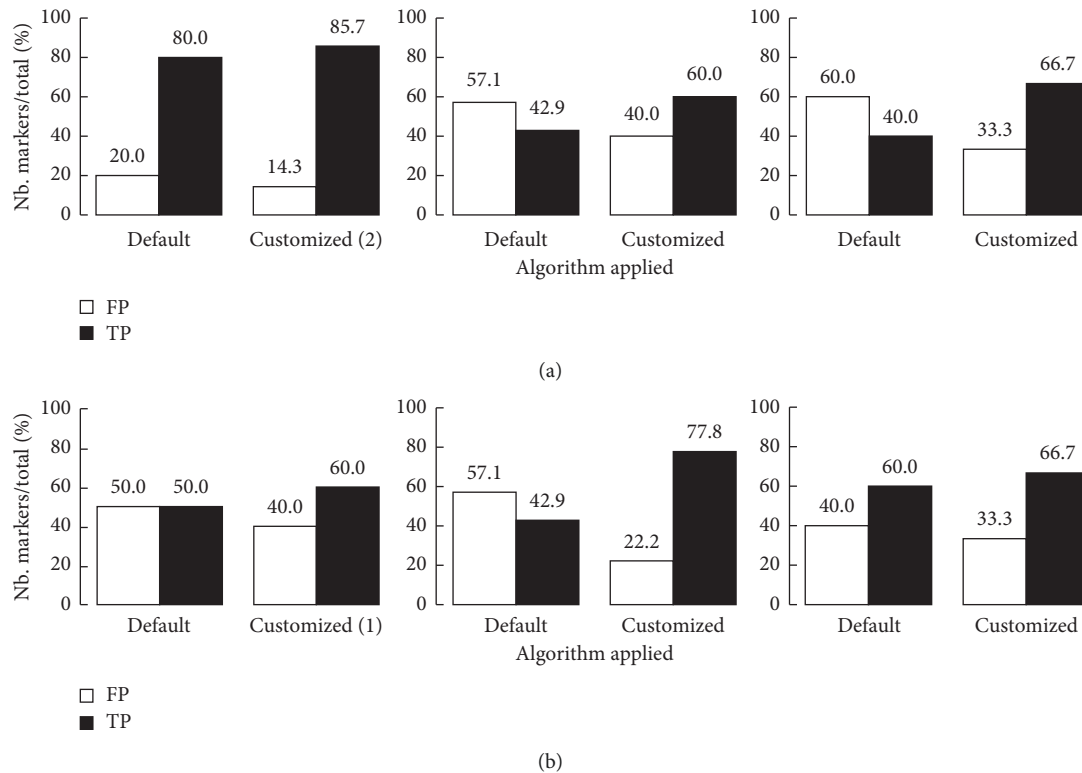 Nb. markers/total (%)
100
80
60
40
20
0
20.0
80.0
14.3
85.7
Default
Customized (2)
100
80
60
40
20
0
57.1
42.9
40.0
60.0
Default
Customized
100
80
60
40
20
0
60.0
40.0
33.3
66.7
Default
Customized
Algorithm applied
FP
TP
(a)
Nb. markers/total (%)
100
80
60
40
20
0
50.0
50.0
40.0
60.0
Default
Customized (1)
100
80
60
40
20
0
57.1
42.9
22.2
77.8
Default
Customized
100
80
60
40
20
0
40.0
60.0
33.3
66.7
Default
Customized
Algorithm applied
FP
TP
(b)